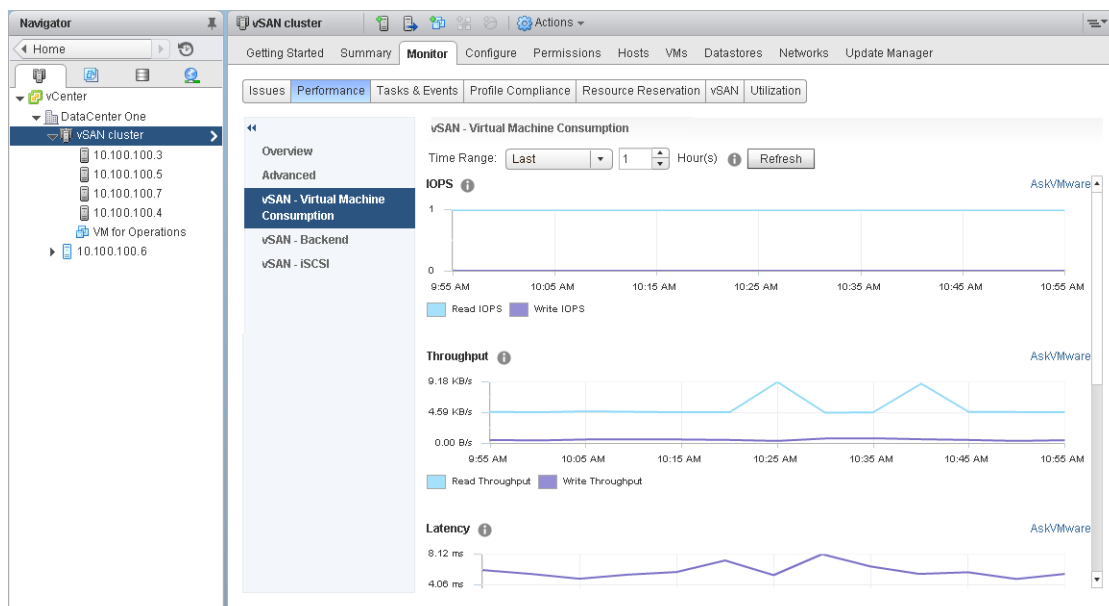 Navigator
vSAN cluster
Actions
Home
Getting Started Summary Monitor Configure Permissions Hosts VMs Datastores Networks Update Manager
Issues Performance Tasks & Events Profile Compliance Resource Reservation vSAN Utilization
vCenter
DataCenter One
vSAN cluster
10.100.100.3
10.100.100.5
10.100.100.7
10.100.100.4
VM for Operations
10.100.100.6
Overview
Advanced
vSAN - Virtual Machine
Consumption
vSAN - Backend
vSAN - iSCSI
vSAN - Virtual Machine Consumption
Time Range: Last 1 Hour(s) Refresh
IOPS AskVMware
1
0
9:55 AM 10:05 AM 10:15 AM 10:25 AM 10:35 AM 10:45 AM 10:55 AM
Read IOPS Write IOPS
Throughput AskVMware
9.18 KB/s
4.59 KB/s
0.00 B/s
9:55 AM 10:05 AM 10:15 AM 10:25 AM 10:35 AM 10:45 AM 10:55 AM
Read Throughput Write Throughput
Latency AskVMware
8.12 ms
4.06 ms